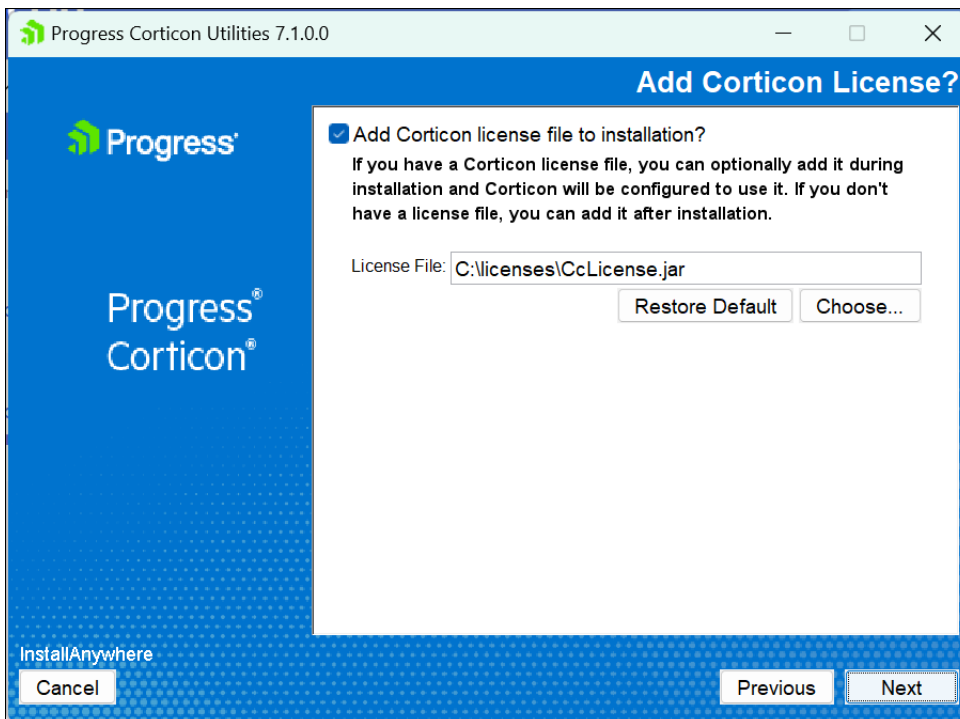 Progress Corticon Utilities 7.1.0.0
Add Corticon License?
Progress
Add Corticon license file to installation?
If you have a Corticon license file, you can optionally add it during
installation and Corticon will be configured to use it. If you don't
have a license file, you can add it after installation.
License File: C:\licenses\CcLicense.jar
Restore Default Choose...
Progress®
Corticon®
InstallAnywhere
Cancel Previous Next